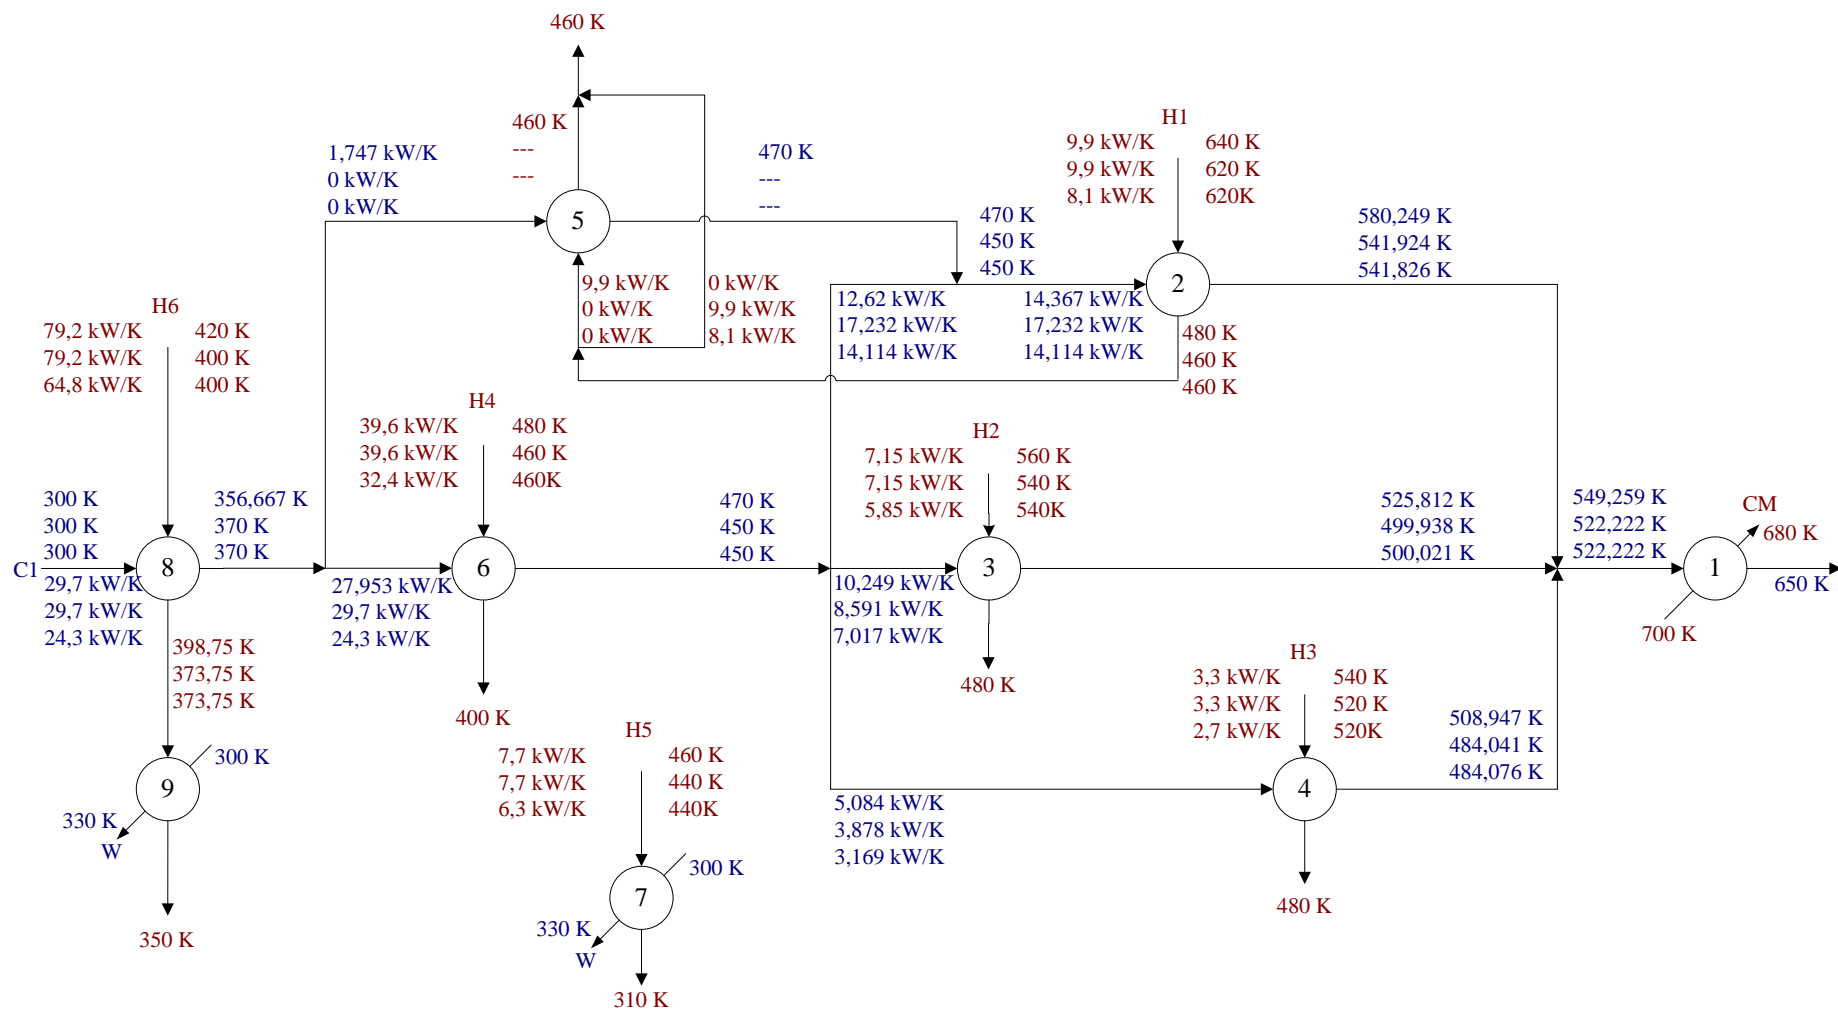 460 K
460 K
---
---
1,747 kW/K
0 kW/K
0 kW/K
470 K
---
---
5
H1
9,9 kW/K 640 K
9,9 kW/K 620 K
8,1 kW/K 620K
470 K
450 K
450 K
580,249 K
541,924 K
541,826 K
2
9,9 kW/K 0 kW/K
0 kW/K 9,9 kW/K
0 kW/K 8,1 kW/K
12,62 kW/K 14,367 kW/K
17,232 kW/K 17,232 kW/K
14,114 kW/K 14,114 kW/K
480 K
460 K
460 K
H6
79,2 kW/K 420 K
79,2 kW/K 400 K
64,8 kW/K 400 K
H4
39,6 kW/K 480 K
39,6 kW/K 460 K
32,4 kW/K 460K
H2
7,15 kW/K 560 K
7,15 kW/K 540 K
5,85 kW/K 540K
300 K
300 K
300 K
356,667 K
370 K
370 K
470 K
450 K
450 K
525,812 K
499,938 K
500,021 K
549,259 K
522,222 K
522,222 K
CM
680 K
C1
8
6
3
1
650 K
29,7 kW/K
29,7 kW/K
24,3 kW/K
27,953 kW/K
29,7 kW/K
24,3 kW/K
10,249 kW/K
8,591 kW/K
7,017 kW/K
700 K
398,75 K
373,75 K
373,75 K
400 K
480 K
H3
3,3 kW/K 540 K
3,3 kW/K 520 K
2,7 kW/K 520K
508,947 K
484,041 K
484,076 K
H5
7,7 kW/K 460 K
7,7 kW/K 440 K
6,3 kW/K 440K
300 K
9
330 K
W
4
5,084 kW/K
3,878 kW/K
3,169 kW/K
300 K
7
330 K
W
480 K
350 K
310 K